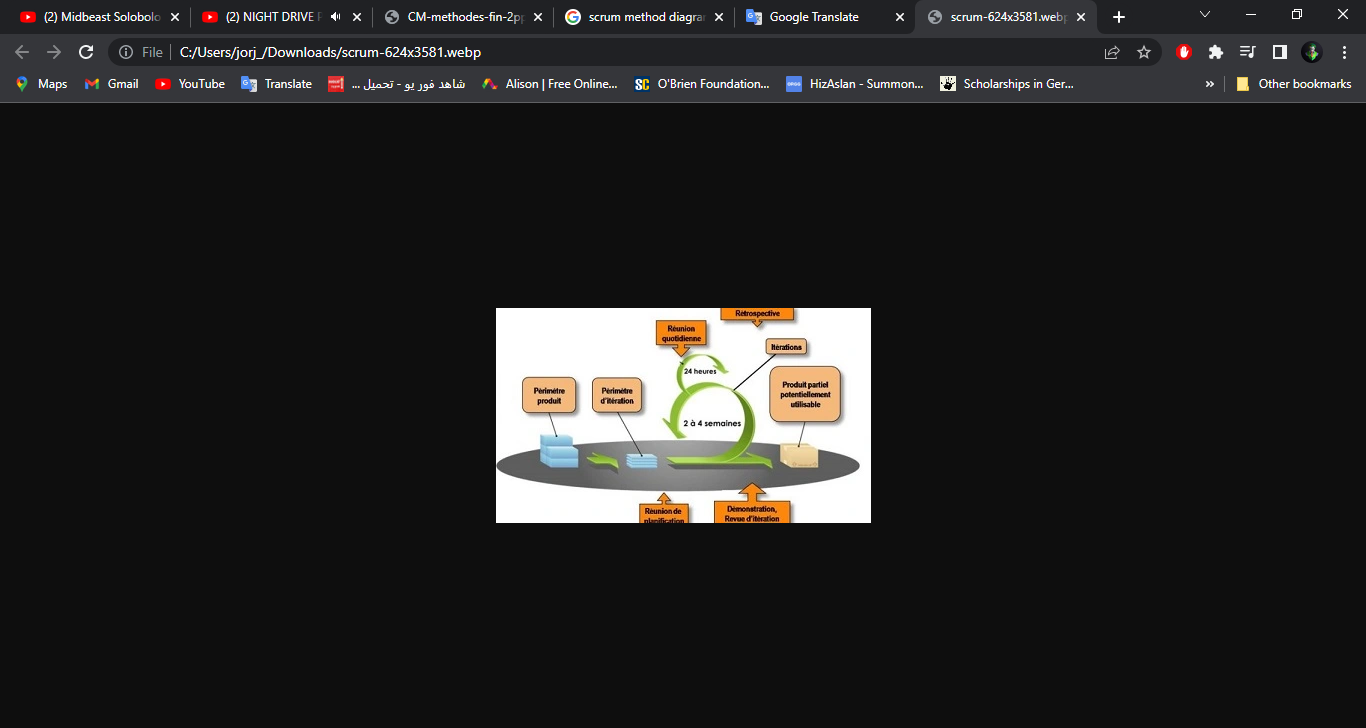 (2) Midbeast Solobolo
(2) NIGHT DRIVE
CM-methodes-fin-2pp
scrum method diagram
Google Translate
scrum-624x3581.webp
File
C:/Users/jorj_/Downloads/scrum-624x3581.webp
Maps
Gmail
YouTube
Translate
شاهد فور يو - تحميل ...
Alison | Free Online...
O'Brien Foundation...
HizAslan - Summon...
Scholarships in Ger...
»
Other bookmarks
Rétrospective
Réunion
quotidienne
Itérations
24 heures
Périmètre
produit
Périmètre
d'itération
Produit partiel
potentiellement
utilisable
2 à 4 semaines
Réunion de
planification
Démonstration,
Revue d'itération